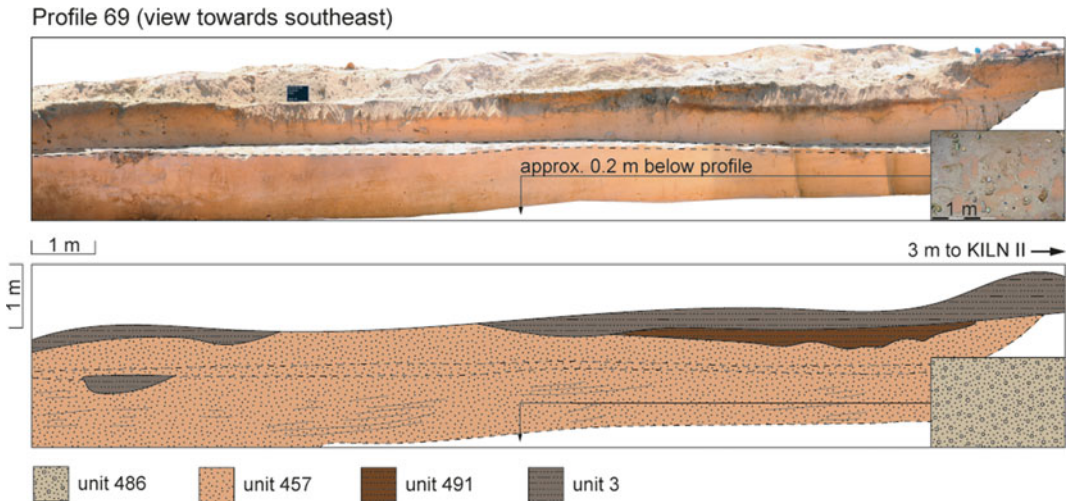 Profile 69 (view towards southeast)
approx. 0.2 m below profile
1 m
1 m
3 m to KILN II
1 m
unit 486
unit 457
unit 491
unit 3